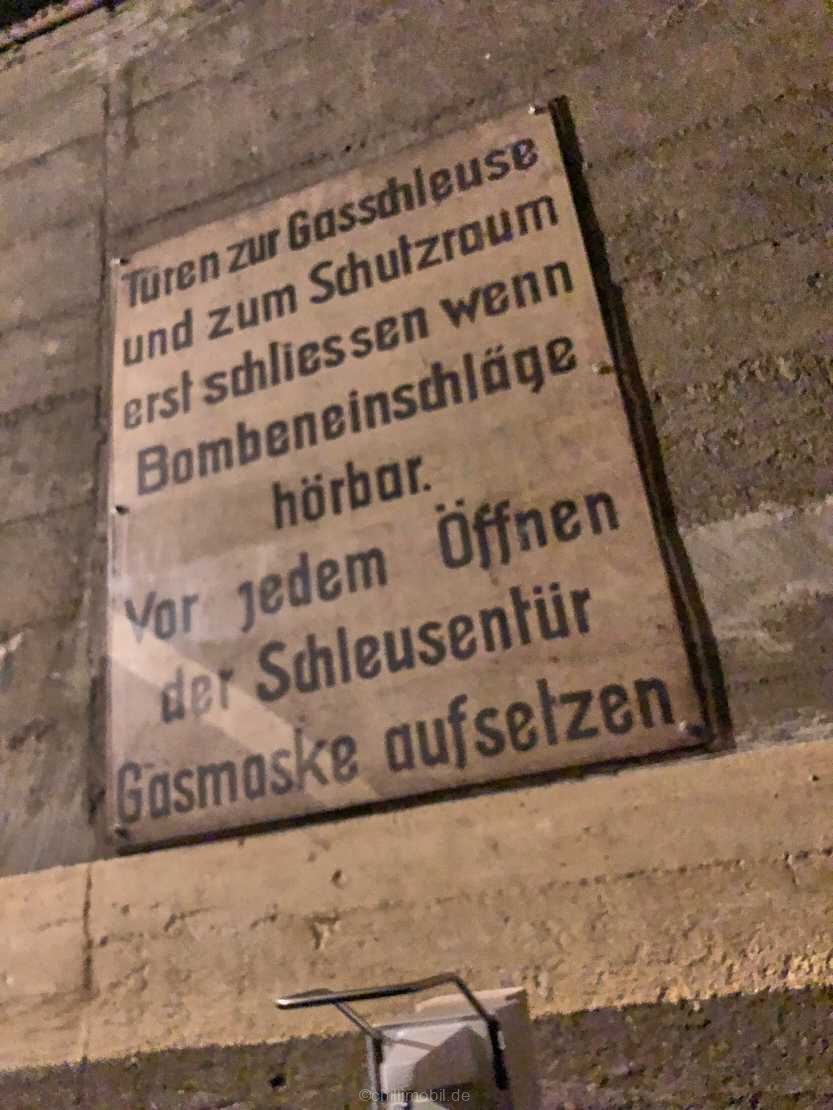 Türen zur Gasschleuse
und zum Schutzraum
erst schliessen wenn
Bombeneinschläge
hörbar.
Vor jedem Öffnen
der Schleusentür
Gasmaske aufsetzen
©chillmobil.de